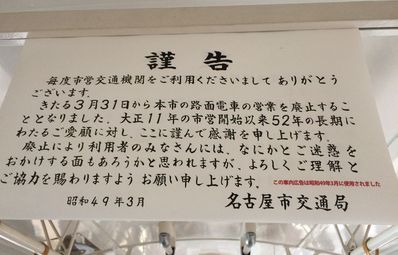 謹告
毎度市営交通機関をご利用くださいまして ありがとう
ございます。
きたる3月31日から本市の路面電車の営業を廃止するこ
ととなりました．大正11年の市営開始以来52年の長期に
わたるご愛顧に対し、ここに謹んで感謝を申し上げます．
廃止により利用者のみなさんには、なにかとご迷惑を
おかけする面もあろうかと思われますが、よろしくご理解と
ご協力を賜わりますよう お願い申し上げます．
この車内広告は昭和49年3月に使用されました
昭和49年3月
名古屋市交通局